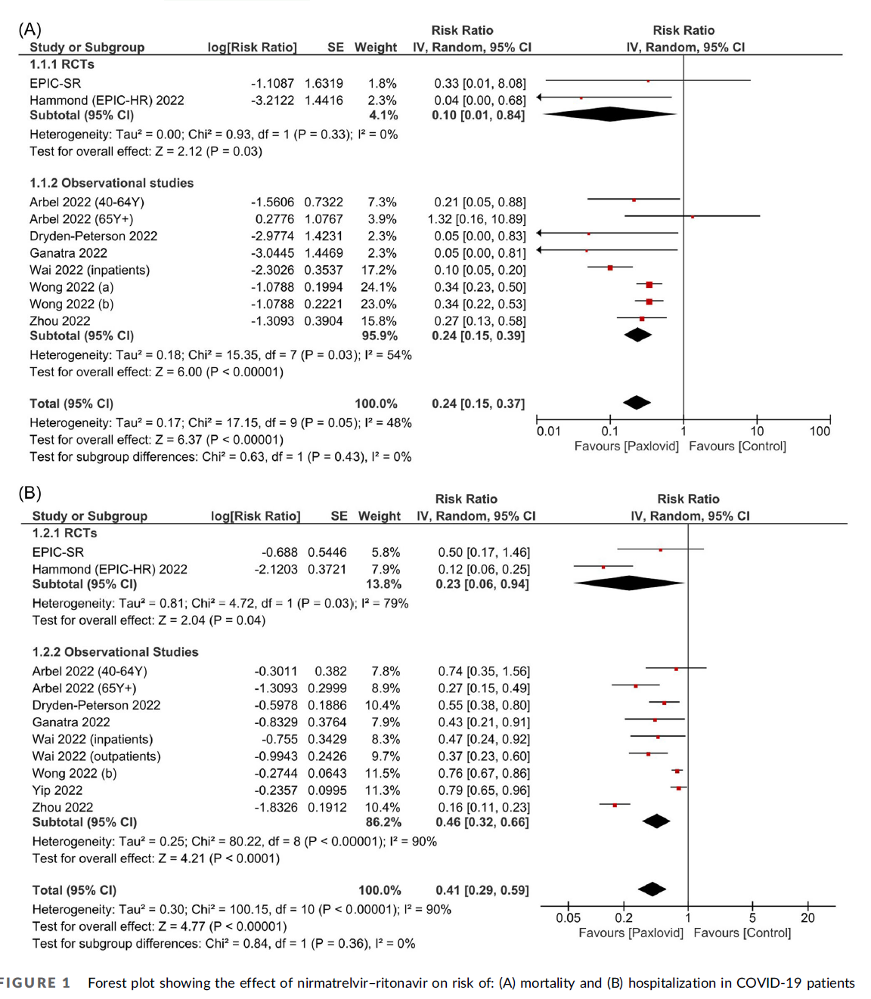 (A)
Risk Ratio Risk Ratio
Study or Subgroup log[Risk Ratio] SE Weight IV, Random, 95% CI IV, Random, 95% CI
1.1.1 RCTs
EPIC-SR -1.1087 1.6319 1.8% 0.33 [0.01, 8.08]
Hammond (EPIC-HR) 2022 -3.2122 1.4416 2.3% 0.04 [0.00, 0.68]
Subtotal (95% CI) 4.1% 0.10 [0.01, 0.84]
Heterogeneity: Tau² = 0.00; Chi² = 0.93, df = 1 (P = 0.33); I² = 0%
Test for overall effect: Z = 2.12 (P = 0.03)
1.1.2 Observational studies
Arbel 2022 (40-64Y) -1.5606 0.7322 7.3% 0.21 [0.05, 0.88]
Arbel 2022 (65Y+) 0.2776 1.0767 3.9% 1.32 [0.16, 10.89]
Dryden-Peterson 2022 -2.9774 1.4231 2.3% 0.05 [0.00, 0.83]
Ganatra 2022 -3.0445 1.4469 2.3% 0.05 [0.00, 0.81]
Wai 2022 (inpatients) -2.3026 0.3537 17.2% 0.10 [0.05, 0.20]
Wong 2022 (a) -1.0788 0.1994 24.1% 0.34 [0.23, 0.50]
Wong 2022 (b) -1.0788 0.2221 23.0% 0.34 [0.22, 0.53]
Zhou 2022 -1.3093 0.3904 15.8% 0.27 [0.13, 0.58]
Subtotal (95% CI) 95.9% 0.24 [0.15, 0.39]
Heterogeneity: Tau² = 0.18; Chi² = 15.35, df = 7 (P = 0.03); I² = 54%
Test for overall effect: Z = 6.00 (P < 0.00001)
Total (95% CI) 100.0% 0.24 [0.15, 0.37]
Heterogeneity: Tau² = 0.17; Chi² = 17.15, df = 9 (P = 0.05); I² = 48%
Test for overall effect: Z = 6.37 (P < 0.00001)
Test for subgroup differences: Chi² = 0.63, df = 1 (P = 0.43), I² = 0%
0.01 0.1 1 10 100
Favours [Paxlovid] Favours [Control]
(B)
Risk Ratio Risk Ratio
Study or Subgroup log[Risk Ratio] SE Weight IV, Random, 95% CI IV, Random, 95% CI
1.2.1 RCTs
EPIC-SR -0.688 0.5446 5.8% 0.50 [0.17, 1.46]
Hammond (EPIC-HR) 2022 -2.1203 0.3721 7.9% 0.12 [0.06, 0.25]
Subtotal (95% CI) 13.8% 0.23 [0.06, 0.94]
Heterogeneity: Tau² = 0.81; Chi² = 4.72, df = 1 (P = 0.03); I² = 79%
Test for overall effect: Z = 2.04 (P = 0.04)
1.2.2 Observational Studies
Arbel 2022 (40-64Y) -0.3011 0.382 7.8% 0.74 [0.35, 1.56]
Arbel 2022 (65Y+) -1.3093 0.2999 8.9% 0.27 [0.15, 0.49]
Dryden-Peterson 2022 -0.5978 0.1886 10.4% 0.55 [0.38, 0.80]
Ganatra 2022 -0.8329 0.3764 7.9% 0.43 [0.21, 0.91]
Wai 2022 (inpatients) -0.755 0.3429 8.3% 0.47 [0.24, 0.92]
Wai 2022 (outpatients) -0.9943 0.2426 9.7% 0.37 [0.23, 0.60]
Wong 2022 (b) -0.2744 0.0643 11.5% 0.76 [0.67, 0.86]
Yip 2022 -0.2357 0.0995 11.3% 0.79 [0.65, 0.96]
Zhou 2022 -1.8326 0.1912 10.4% 0.16 [0.11, 0.23]
Subtotal (95% CI) 86.2% 0.46 [0.32, 0.66]
Heterogeneity: Tau² = 0.25; Chi² = 80.22, df = 8 (P < 0.00001); I² = 90%
Test for overall effect: Z = 4.21 (P < 0.0001)
Total (95% CI) 100.0% 0.41 [0.29, 0.59]
Heterogeneity: Tau² = 0.30; Chi² = 100.15, df = 10 (P < 0.00001); I² = 90%
Test for overall effect: Z = 4.77 (P < 0.00001)
Test for subgroup differences: Chi² = 0.84, df = 1 (P = 0.36), I² = 0%
0.05 0.2 1 5 20
Favours [Paxlovid] Favours [Control]
FIGURE 1 Forest plot showing the effect of nirmatrelvir–ritonavir on risk of: (A) mortality and (B) hospitalization in COVID-19 patients